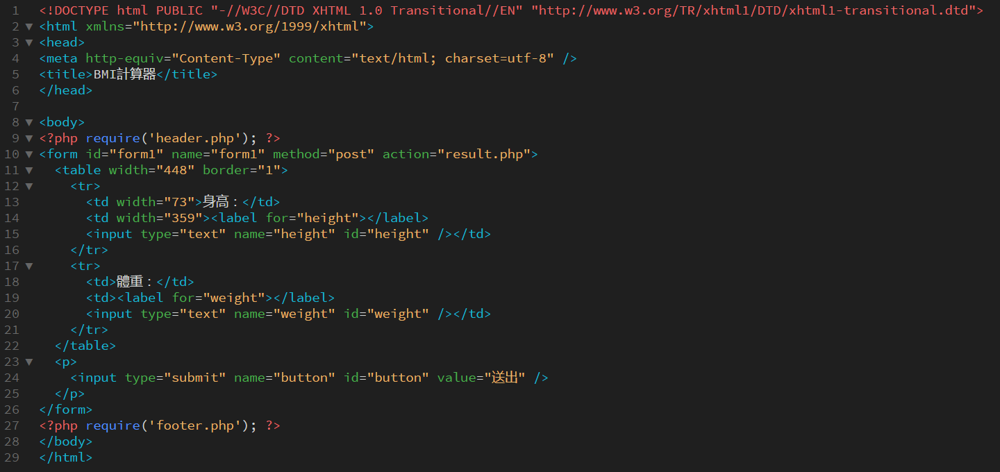 1 <!DOCTYPE html PUBLIC "-//W3C//DTD XHTML 1.0 Transitional//EN" "http://www.w3.org/TR/xhtml1/DTD/xhtml1-transitional.dtd">
2 ▼ <html xmlns="http://www.w3.org/1999/xhtml">
3 ▼ <head>
4 <meta http-equiv="Content-Type" content="text/html; charset=utf-8" />
5 <title>BMI計算器</title>
6 </head>
7
8 ▼ <body>
9 ▼ <?php require('header.php'); ?>
10 ▼ <form id="form1" name="form1" method="post" action="result.php">
11 ▼   <table width="448" border="1">
12 ▼     <tr>
13       <td width="73">身高：</td>
14       <td width="359"><label for="height"></label>
15       <input type="text" name="height" id="height" /></td>
16     </tr>
17 ▼     <tr>
18       <td>體重：</td>
19       <td><label for="weight"></label>
20       <input type="text" name="weight" id="weight" /></td>
21     </tr>
22   </table>
23 ▼   <p>
24     <input type="submit" name="button" id="button" value="送出" />
25   </p>
26 </form>
27 <?php require('footer.php'); ?>
28 </body>
29 </html>